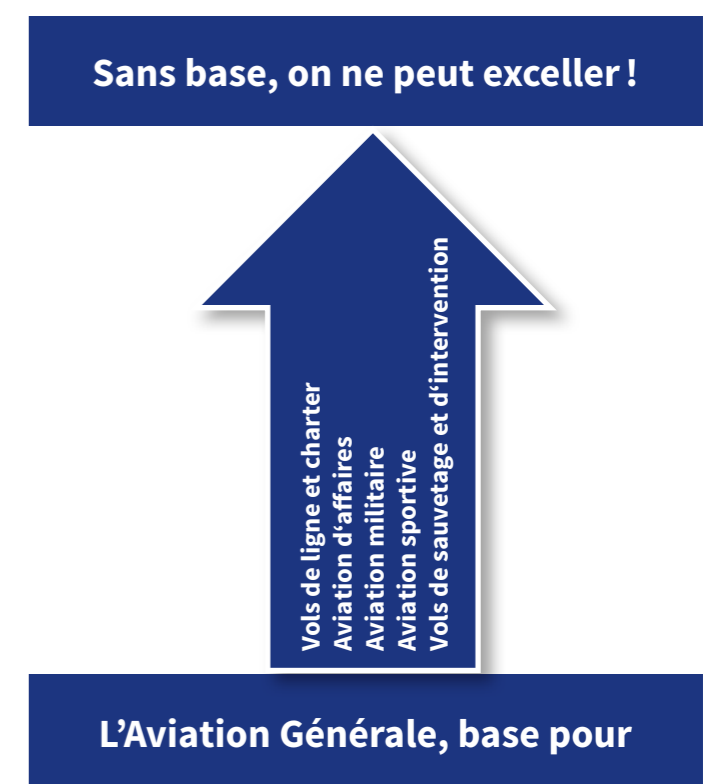 Sans base, on ne peut exceller !
Vols de ligne et charter
Aviation d‘affaires
Aviation militaire
Aviation sportive
Vols de sauvetage et d‘intervention
L’Aviation Générale, base pour